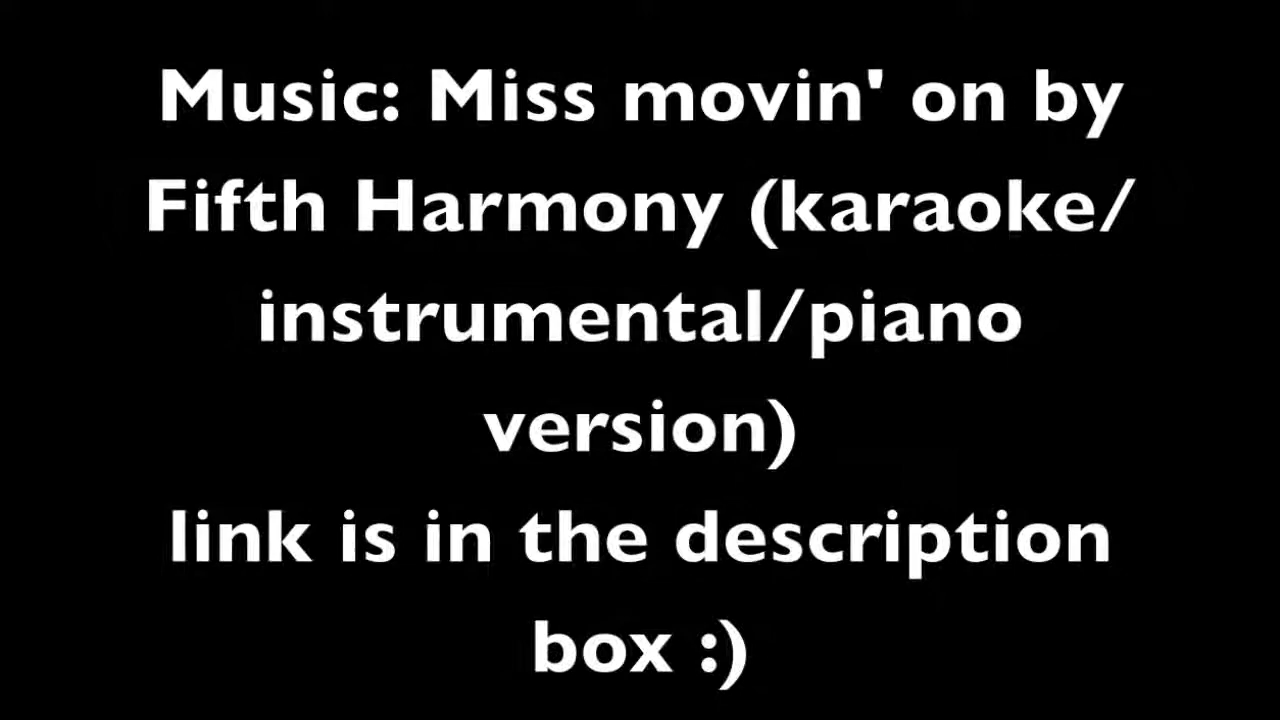 Music: Miss movin' on by
Fifth Harmony (karaoke/
instrumental/piano
version)
link is in the description
box :)